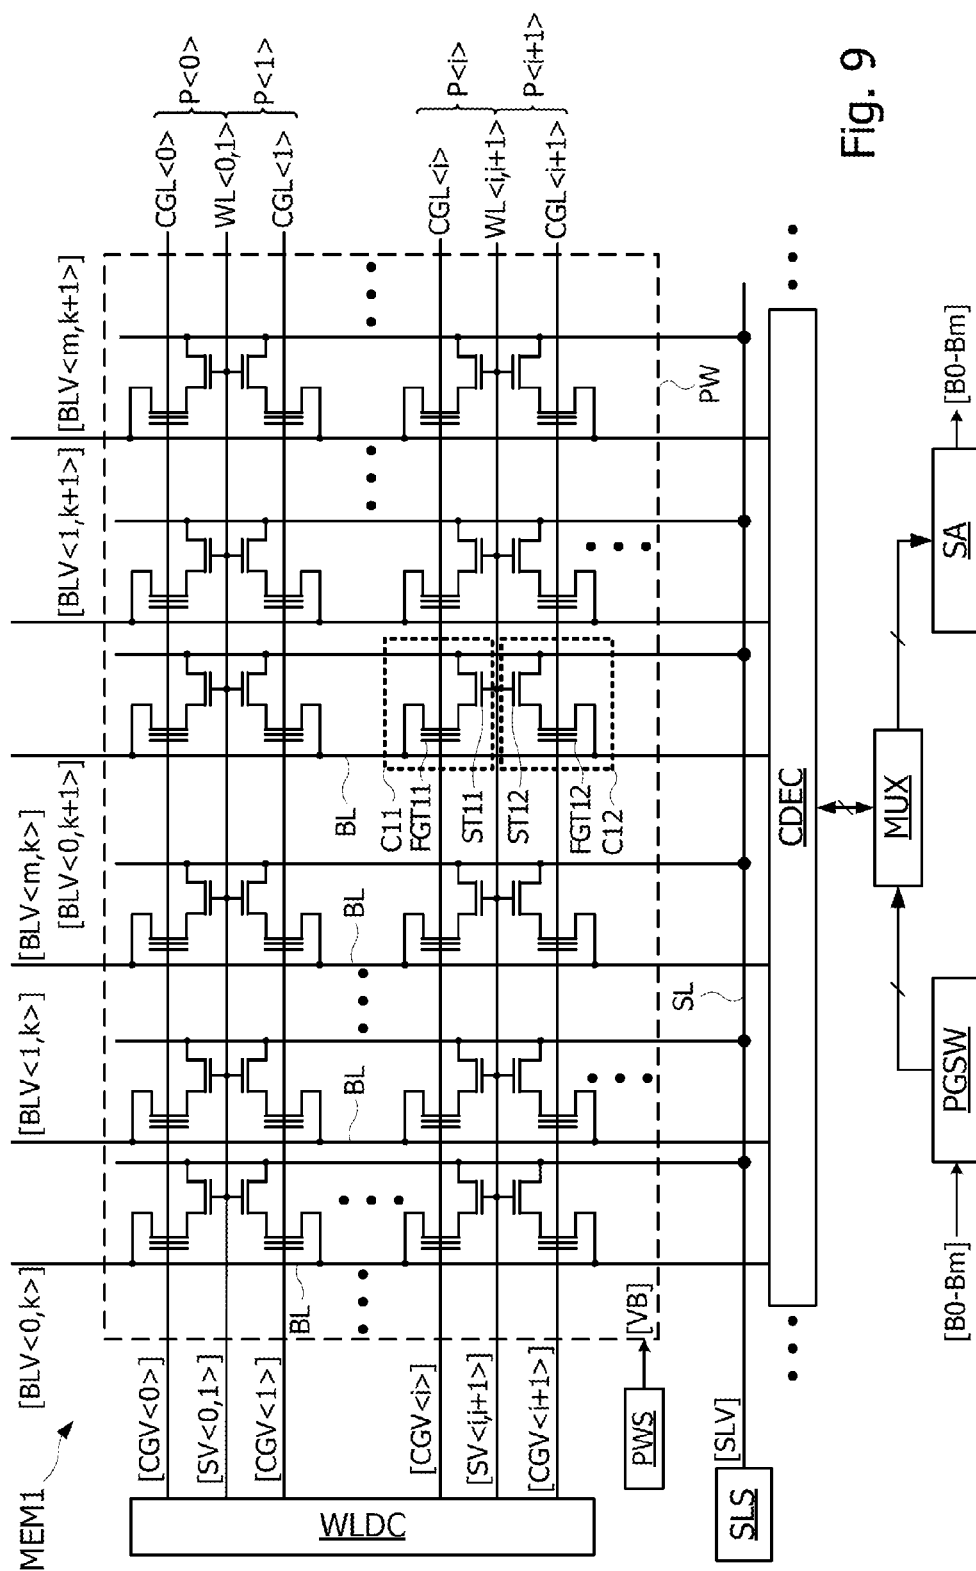 MEM1
[BLV<0,k>]
[BLV<1,k>]
[BLV<m,k>]
[BLV<0,k+1>]
[BLV<1,k+1>]
[BLV<m,k+1>]
[CGV<0>]
CGL<0>
P<0>
[SV<0,1>]
WL<0,1>
[CGV<1>]
CGL<1>
P<1>
BL
BL
BL
BL
C11
FGT11
ST11
ST12
FGT12
C12
[CGV<i>]
CGL<i>
P<i>
[SV<i,i+1>]
WL<i,i+1>
[CGV<i+1>]
CGL<i+1>
P<i+1>
WLDC
PWS
[VB]
PW
SLS
[SLV]
SL
CDEC
[B0-Bm]
PGSW
MUX
SA
[B0-Bm]
Fig. 9